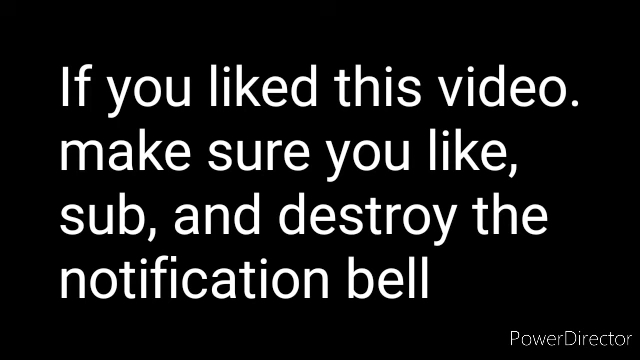 If you liked this video.
make sure you like,
sub, and destroy the
notification bell
PowerDirector